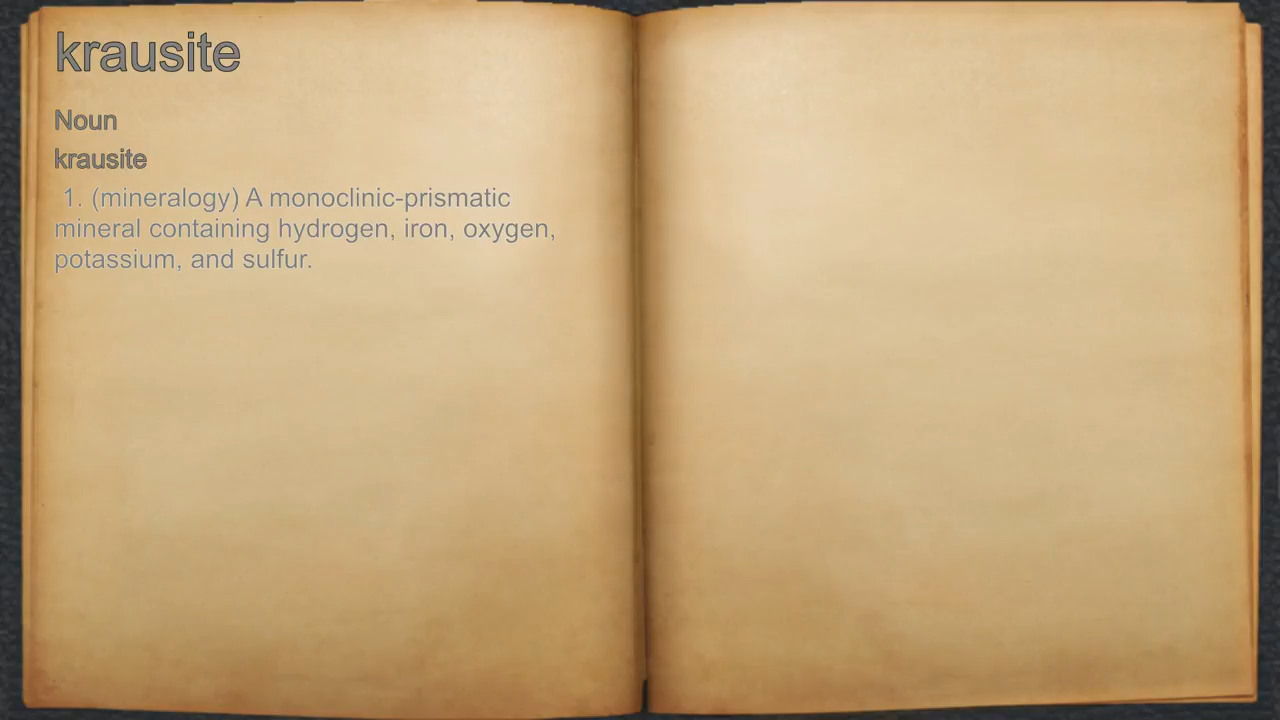 krausite
Noun
krausite
1. (mineralogy) A monoclinic-prismatic
mineral containing hydrogen, iron, oxygen,
potassium, and sulfur.